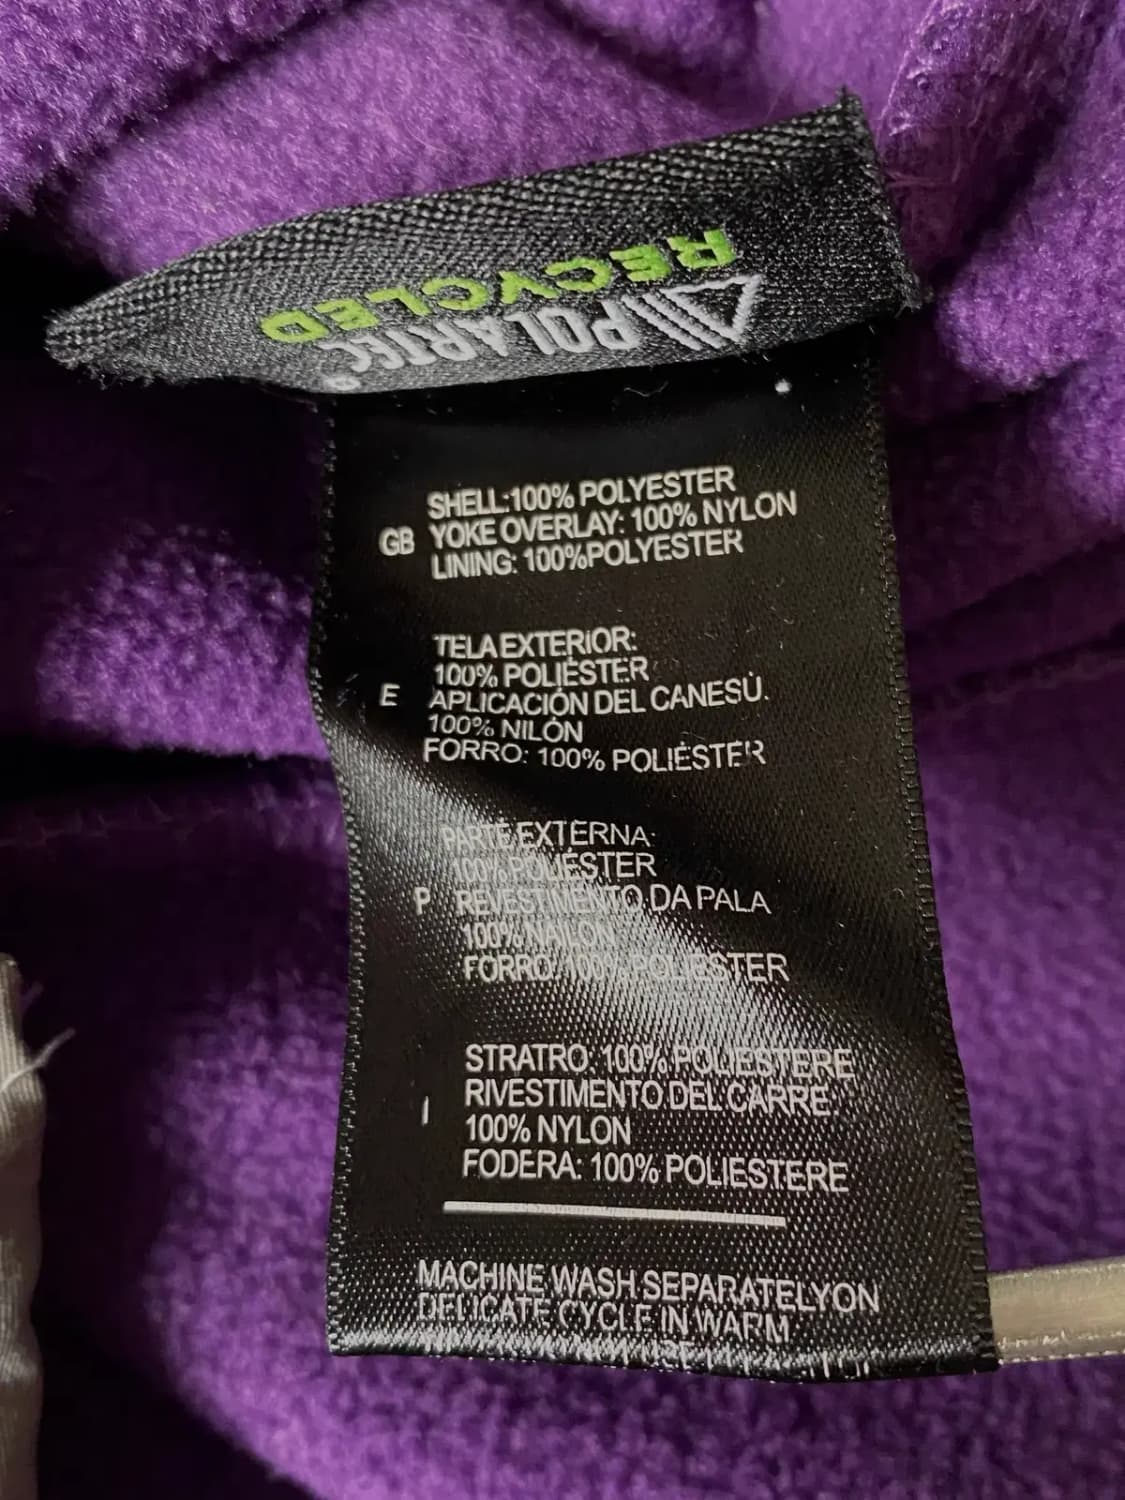 RECYCLED
POLARTEC
SHELL:100% POLYESTER
GB YOKE OVERLAY: 100% NYLON
LINING: 100%POLYESTER
TELA EXTERIOR:
100% POLIÉSTER
E APLICACIÓN DEL CANESÚ.
100% NILÓN
FORRO: 100% POLIÉSTER
PARTE EXTERNA:
100% POLIÉSTER
P REVESTIMENTO DA PALA
100% NAILON
FORRO: 100% POLIÉSTER
STRATRO: 100% POLIESTERE
I RIVESTIMENTO DEL CARRE
100% NYLON
FODERA: 100% POLIESTERE
MACHINE WASH SEPARATELYON
DELICATE CYCLE IN WARM